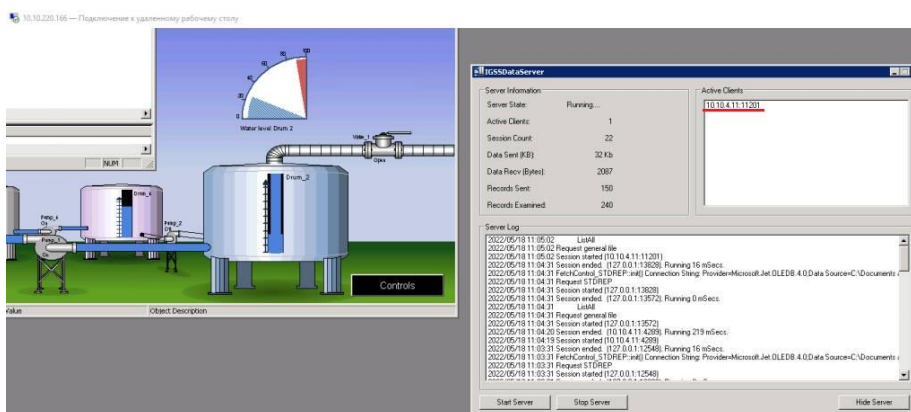 10.10.220.166 — Подключение к удаленному рабочему столу
80
100
60
40
20
Water level Drum 2
NUM
Valve_1
Open
Drum_2
Drum_4
Pump_4
On
Pump_2
Off
Pump_1
On
Controls
Value Object Description
IGSSDataServer
Server Information
Server State: Running....
Active Clients: 1
Session Count: 22
Data Sent (KB): 32 Kb
Data Recv (Bytes): 2087
Records Sent: 150
Records Examined: 240
Active Clients
10.10.4.11:11201
Server Log
2022/05/18 11:05:02 ListAll
2022/05/18 11:05:02 Request general file
2022/05/18 11:05:02 Session started (10.10.4.11:11201)
2022/05/18 11:04:31 Session ended. (127.0.0.1:13828), Running 16 mSecs.
2022/05/18 11:04:31 FetchControl_STDREP::init() Connection String: Provider=Microsoft.Jet.OLEDB.4.0;Data Source=C:\Documents a
2022/05/18 11:04:31 Request STDREP
2022/05/18 11:04:31 Session started (127.0.0.1:13828)
2022/05/18 11:04:31 Session ended. (127.0.0.1:13572), Running 0 mSecs.
2022/05/18 11:04:31 ListAll
2022/05/18 11:04:31 Request general file
2022/05/18 11:04:31 Session started (127.0.0.1:13572)
2022/05/18 11:04:20 Session ended. (10.10.4.11:4289), Running 219 mSecs.
2022/05/18 11:04:19 Session started (10.10.4.11:4289)
2022/05/18 11:03:31 Session ended. (127.0.0.1:12548), Running 16 mSecs.
2022/05/18 11:03:31 FetchControl_STDREP::init() Connection String: Provider=Microsoft.Jet.OLEDB.4.0;Data Source=C:\Documents a
2022/05/18 11:03:31 Request STDREP
2022/05/18 11:03:31 Session started (127.0.0.1:12548)
Start Server
Stop Server
Hide Server